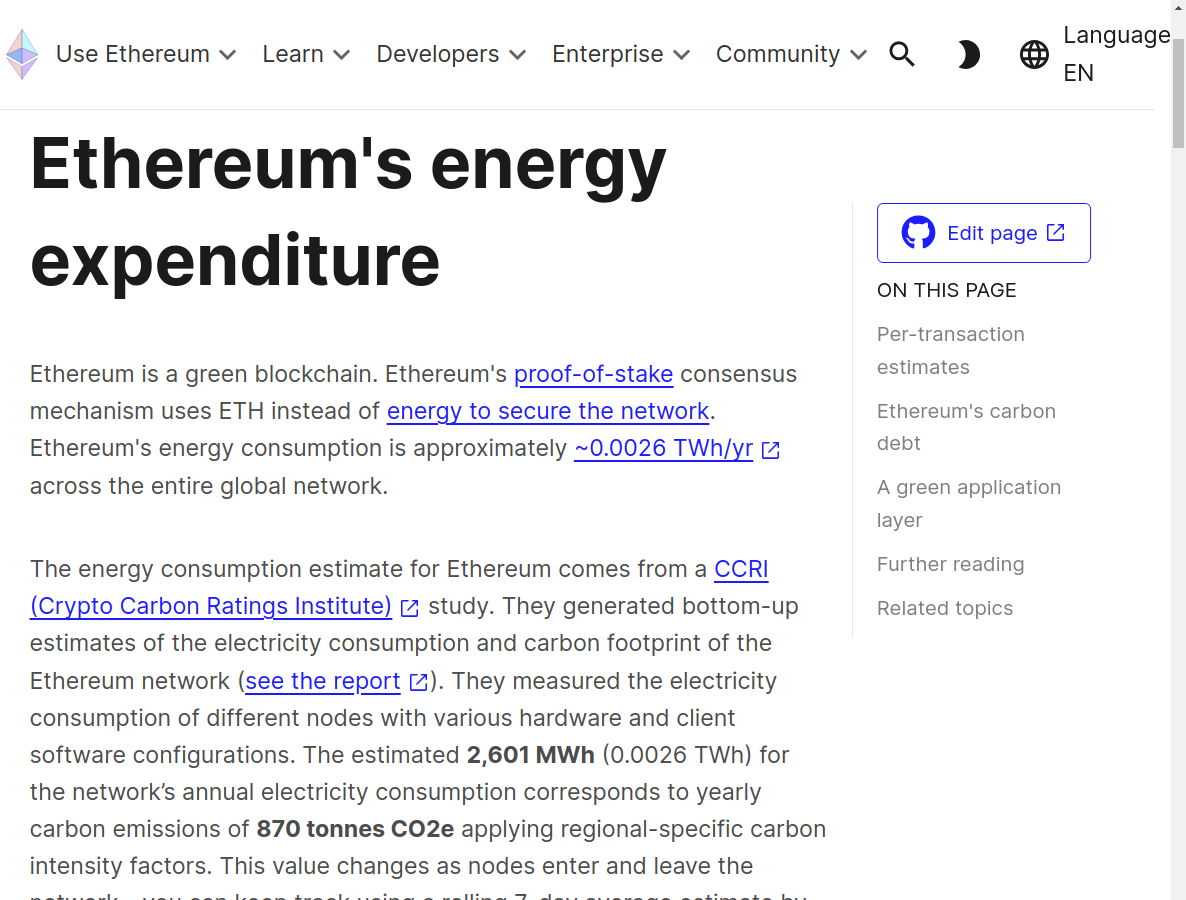 Use Ethereum Learn Developers Enterprise Community Language EN
Ethereum's energy
expenditure
Ethereum is a green blockchain. Ethereum's proof-of-stake consensus
mechanism uses ETH instead of energy to secure the network.
Ethereum's energy consumption is approximately ~0.0026 TWh/yr
across the entire global network.
The energy consumption estimate for Ethereum comes from a CCRI
(Crypto Carbon Ratings Institute) study. They generated bottom-up
estimates of the electricity consumption and carbon footprint of the
Ethereum network (see the report). They measured the electricity
consumption of different nodes with various hardware and client
software configurations. The estimated 2,601 MWh (0.0026 TWh) for
the network’s annual electricity consumption corresponds to yearly
carbon emissions of 870 tonnes CO2e applying regional-specific carbon
intensity factors. This value changes as nodes enter and leave the
Edit page
ON THIS PAGE
Per-transaction
estimates
Ethereum's carbon
debt
A green application
layer
Further reading
Related topics